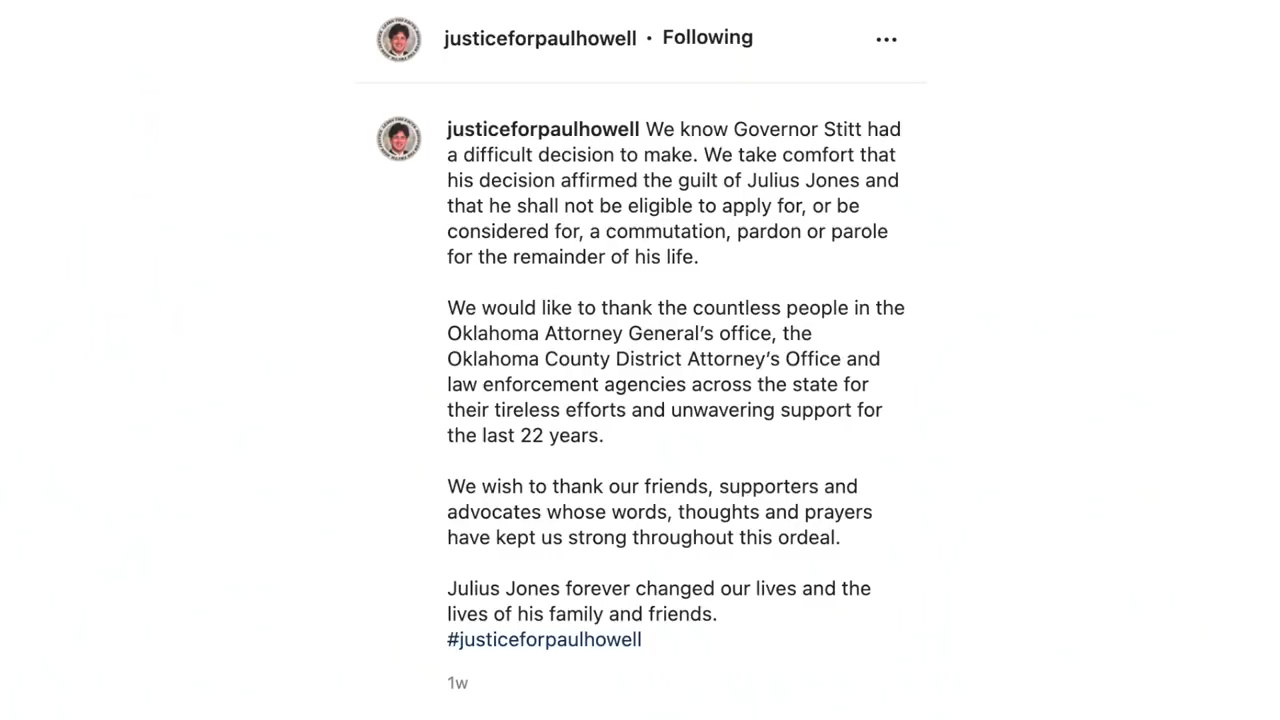 justiceforpaulhowell • Following
justiceforpaulhowell We know Governor Stitt had
a difficult decision to make. We take comfort that
his decision affirmed the guilt of Julius Jones and
that he shall not be eligible to apply for, or be
considered for, a commutation, pardon or parole
for the remainder of his life.
We would like to thank the countless people in the
Oklahoma Attorney General’s office, the
Oklahoma County District Attorney’s Office and
law enforcement agencies across the state for
their tireless efforts and unwavering support for
the last 22 years.
We wish to thank our friends, supporters and
advocates whose words, thoughts and prayers
have kept us strong throughout this ordeal.
Julius Jones forever changed our lives and the
lives of his family and friends.
#justiceforpaulhowell
1w